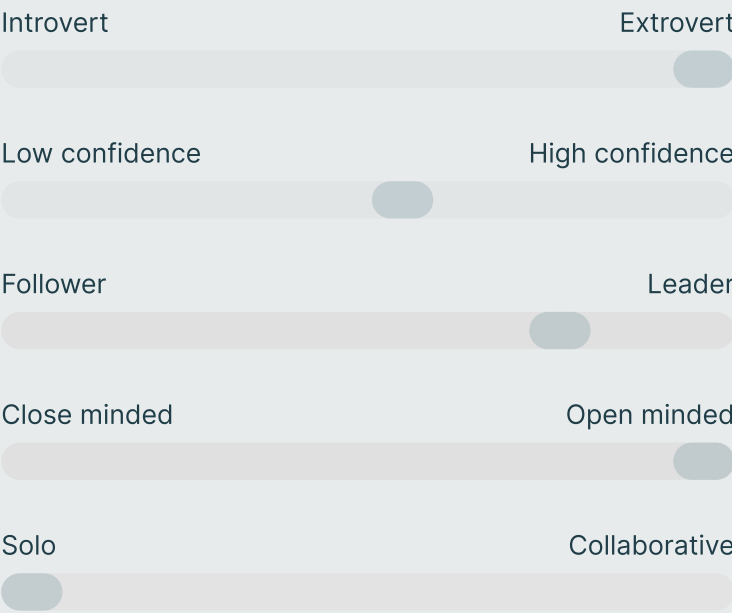 Introvert Extrovert
Low confidence High confidence
Follower Leader
Close minded Open minded
Solo Collaborative